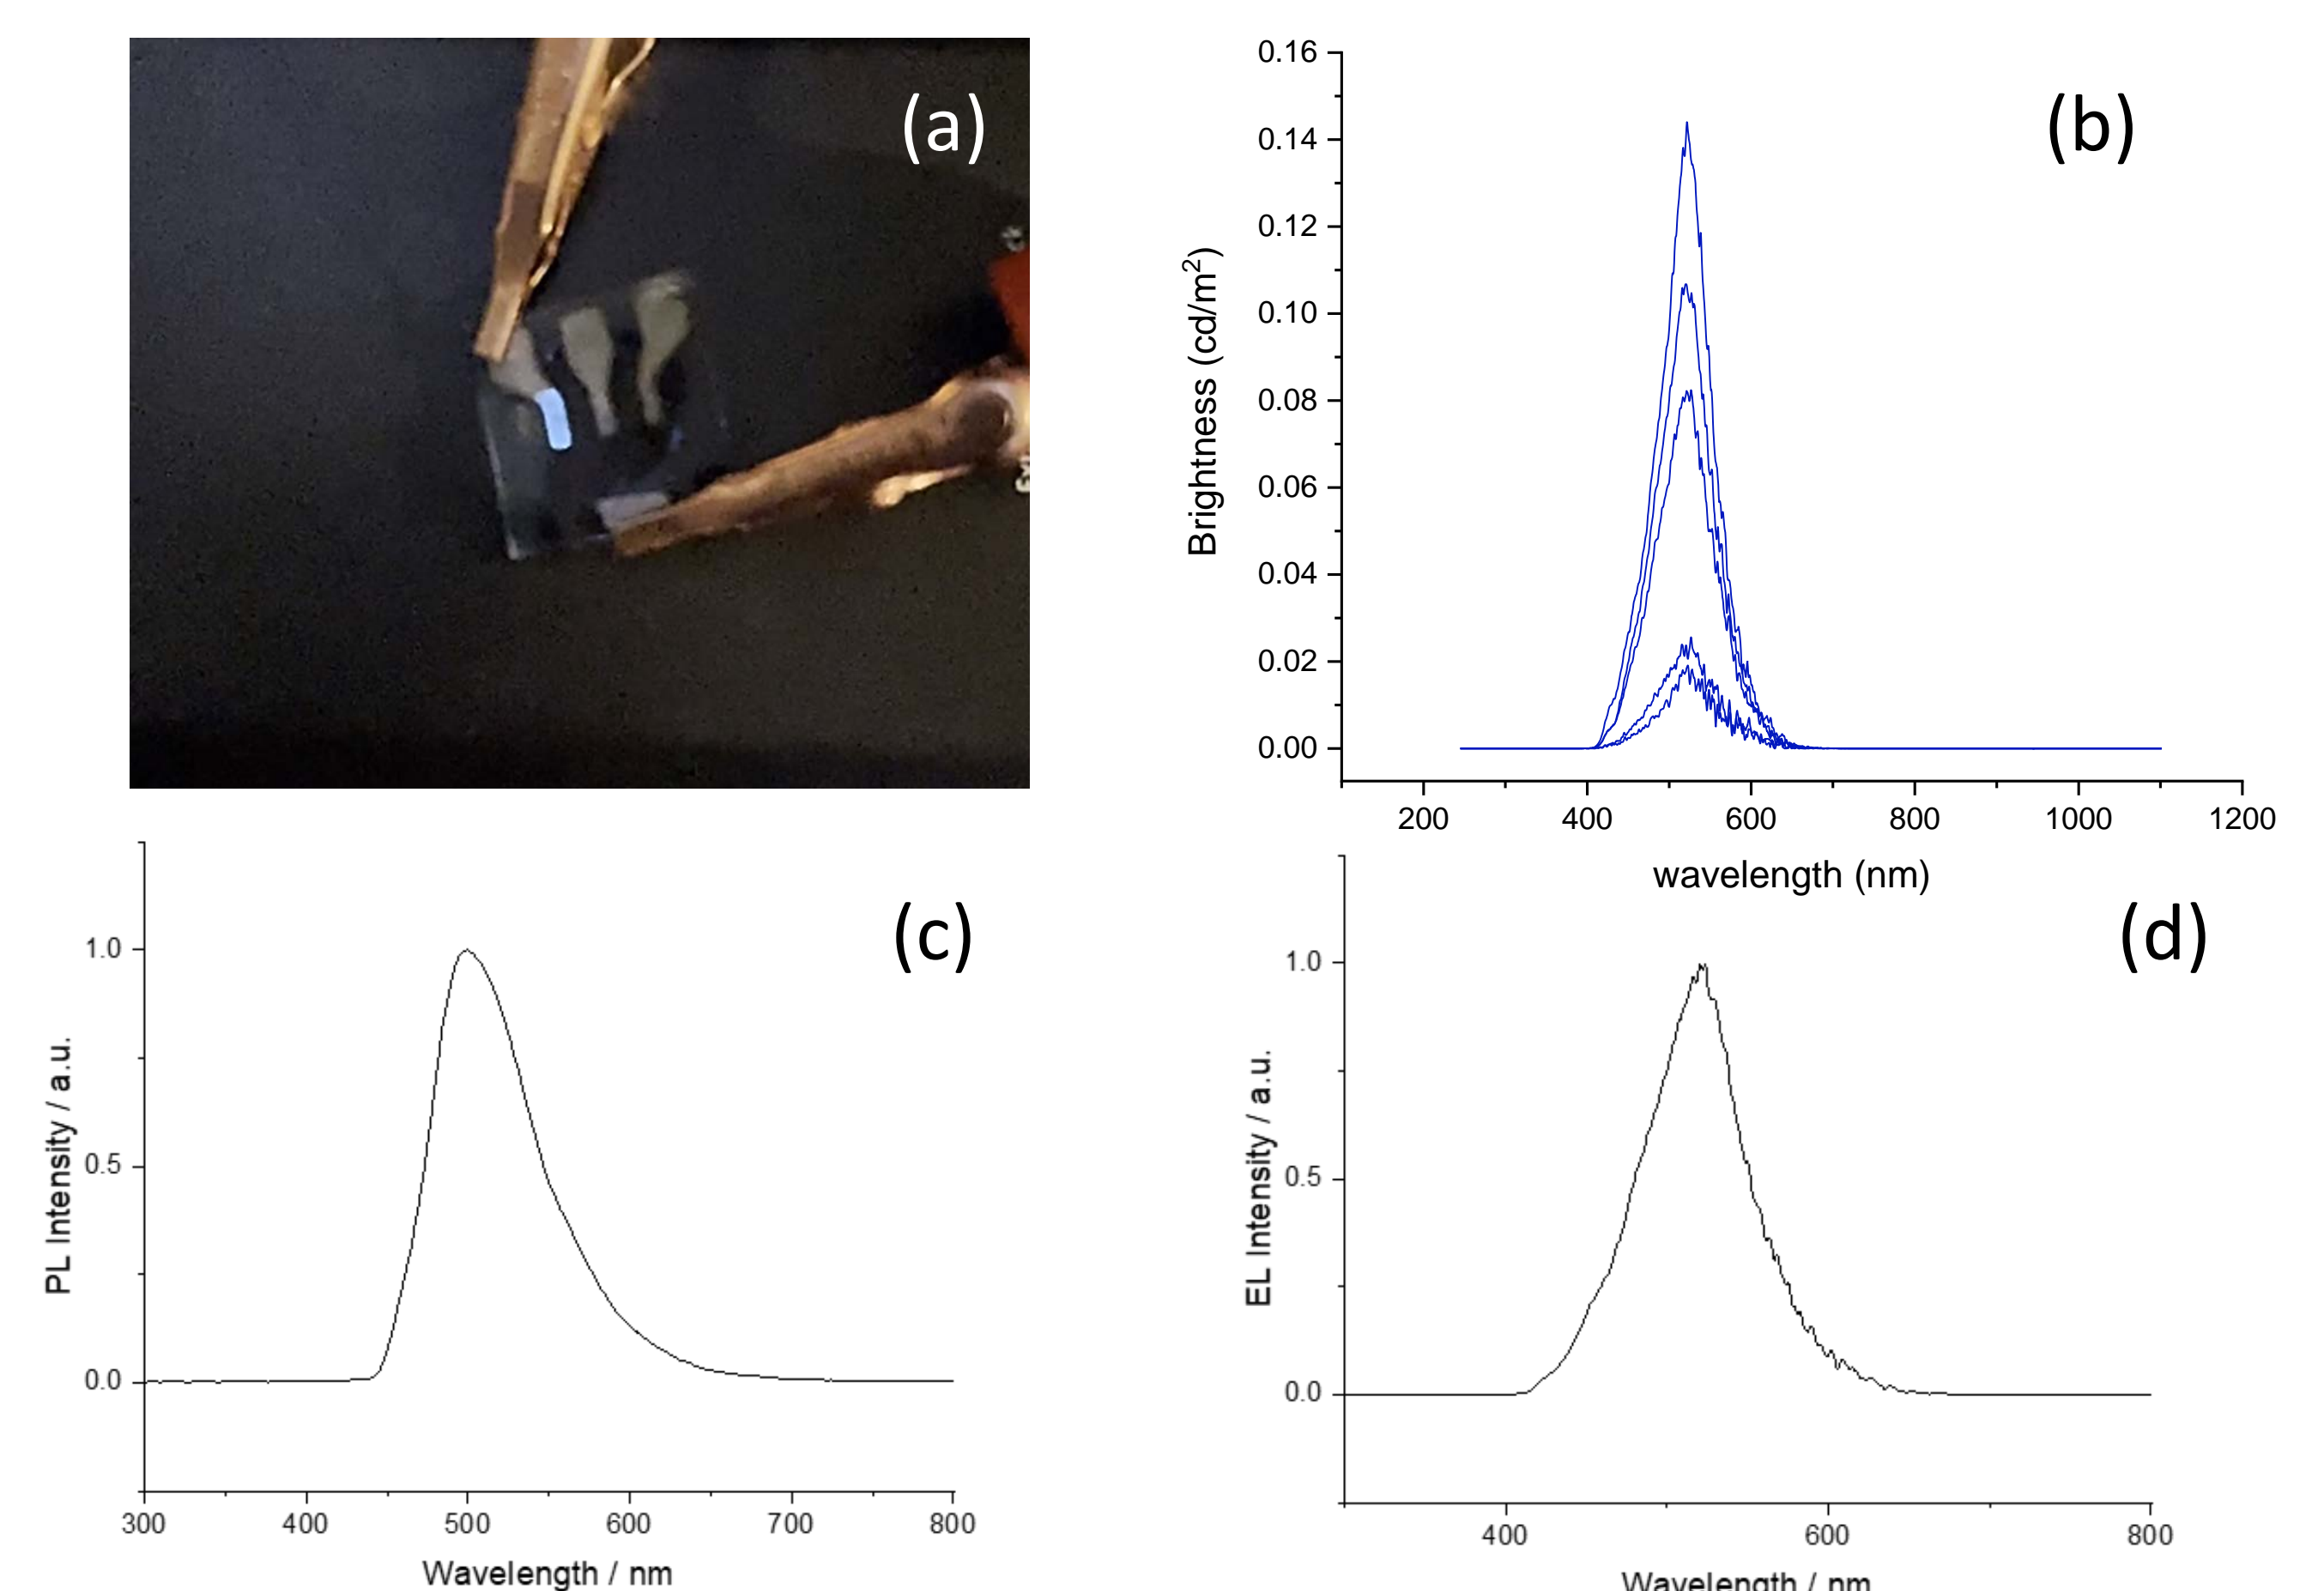 (a)
0.16
0.14
0.12
0.10
0.08
0.06
0.04
0.02
0.00
Brightness (cd/m²)
(b)
200 400 600 800 1000 1200
wavelength (nm)
(c)
1.0
0.5
0.0
PL Intensity / a.u.
300 400 500 600 700 800
Wavelength / nm
(d)
1.0
0.5
0.0
EL Intensity / a.u.
400 600 800
Wavelength / nm